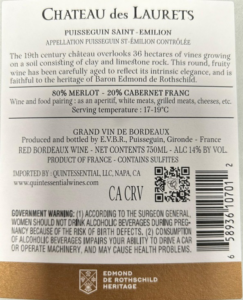 CHATEAU des LAURETS
PUISSEGUIN SAINT-EMILION
APPELLATION PUISSEGUIN ST-EMILION CONTRÔLÉE
The 19th century château overlooks 36 hectares of vines growing
on a soil consisting of clay and limestone rock. This round, fruity
wine has been carefully aged to reflect its intrinsic elegance, and is
faithful to the heritage of Baron Edmond de Rothschild.
80% MERLOT - 20% CABERNET FRANC
Wine and food pairing : as an aperitif, white meats, grilled meats, cheeses, etc.
Serving temperature : 17-19°C
GRAND VIN DE BORDEAUX
Produced and bottled by E.V.B.R., Puisseguin, Gironde - France
RED BORDEAUX WINE - NET CONTENTS 750ML - ALC 14% BY VOL.
PRODUCT OF FRANCE - CONTAINS SULFITES
IMPORTED BY : QUINTESSENTIAL, LLC, NAPA, CA
www.quintessentialwines.com
CA CRV
GOVERNMENT WARNING: (1) ACCORDING TO THE SURGEON GENERAL,
WOMEN SHOULD NOT DRINK ALCOHOLIC BEVERAGES DURING PREG-
NANCY BECAUSE OF THE RISK OF BIRTH DEFECTS. (2) CONSUMPTION
OF ALCOHOLIC BEVERAGES IMPAIRS YOUR ABILITY TO DRIVE A CAR
OR OPERATE MACHINERY, AND MAY CAUSE HEALTH PROBLEMS.
6 58936 10701 2
EDMOND
DE ROTHSCHILD
HERITAGE